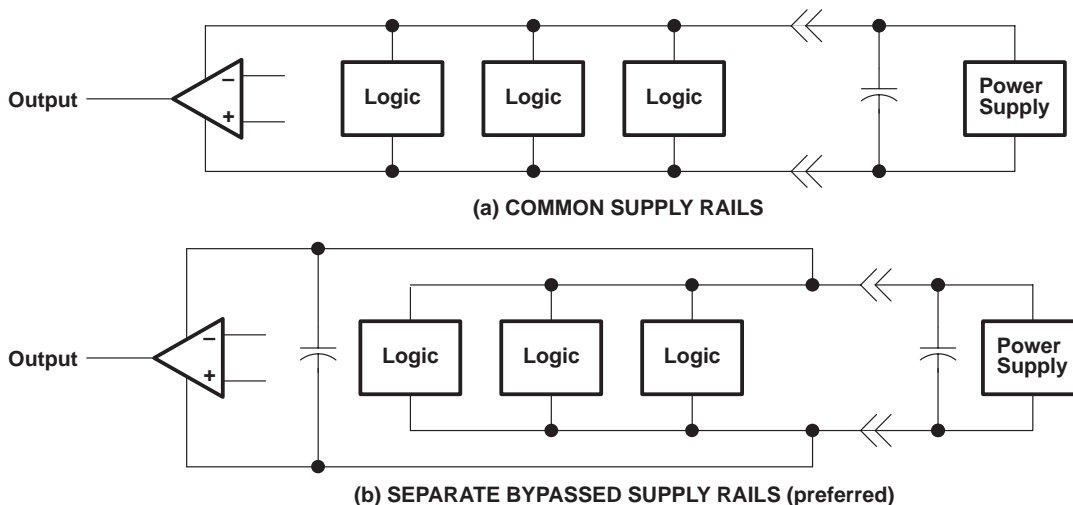 −
+
Output
Logic
Logic
Logic
Power
Supply
(a) COMMON SUPPLY RAILS
−
+
Output
Logic
Logic
Logic
Power
Supply
(b) SEPARATE BYPASSED SUPPLY RAILS (preferred)